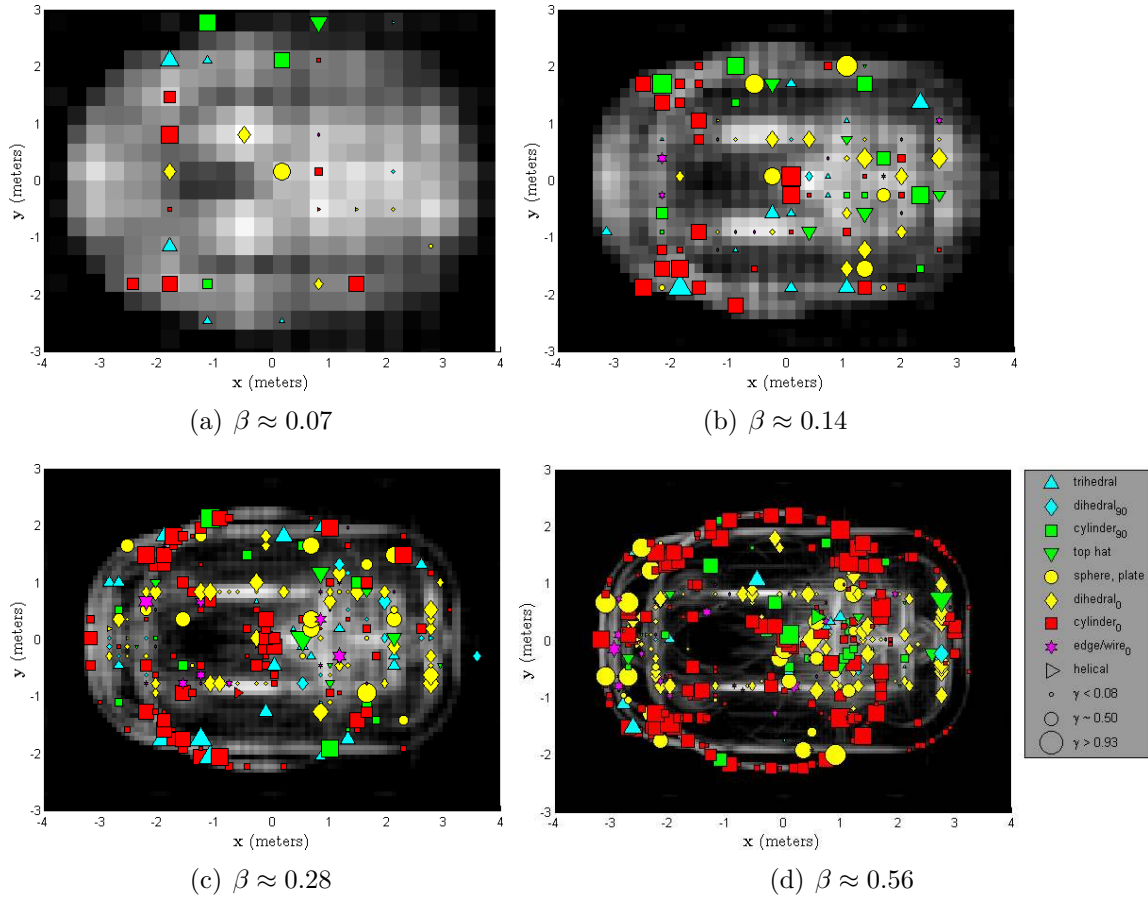 3
2
1
0
-1
-2
-3
-4 -3 -2 -1 0 1 2 3 4
y (meters)
x (meters)
(a) β ≈ 0.07
3
2
1
0
-1
-2
-3
-4 -3 -2 -1 0 1 2 3 4
y (meters)
x (meters)
(b) β ≈ 0.14
3
2
1
0
-1
-2
-3
-4 -3 -2 -1 0 1 2 3 4
y (meters)
x (meters)
(c) β ≈ 0.28
3
2
1
0
-1
-2
-3
-4 -3 -2 -1 0 1 2 3 4
y (meters)
x (meters)
(d) β ≈ 0.56
trihedral
dihedral₉₀
cylinder₉₀
top hat
sphere, plate
dihedral₀
cylinder₀
edge/wire₀
helical
γ < 0.08
γ ~ 0.50
γ > 0.93